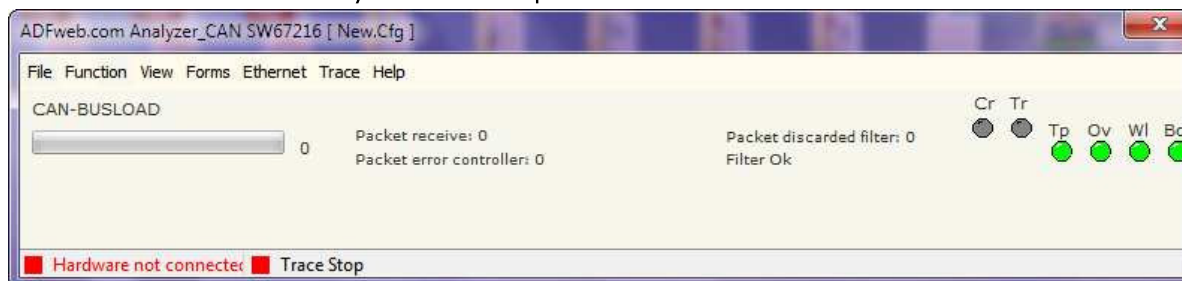 ADFweb.com Analyzer_CAN SW67216 [ New.Cfg ]
File Function View Forms Ethernet Trace Help
CAN-BUSLOAD
0
Packet receive: 0
Packet error controller: 0
Packet discarded filter: 0
Filter Ok
Cr Tr
Tp Ov Wl
Hardware not connected Trace Stop